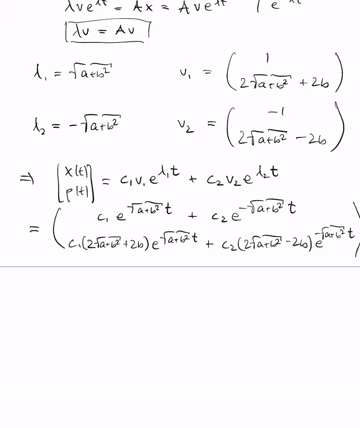 λve^{λt} = Ax = Ave^{λt} / e^{λt}
λv = Av
λ₁ = √(a+b²)   v₁ = ( 1 ; 2√(a+b²) + 2b )
λ₂ = -√(a+b²)   v₂ = ( -1 ; 2√(a+b²) - 2b )
⇒ [ x(t) ; p(t) ] = c₁v₁e^{λ₁t} + c₂v₂e^{λ₂t}
= ( c₁e^{√(a+b²)t} + c₂e^{-√(a+b²)t}
c₁(2√(a+b²)+2b)e^{√(a+b²)t} + c₂(2√(a+b²)-2b)e^{-√(a+b²)t} )